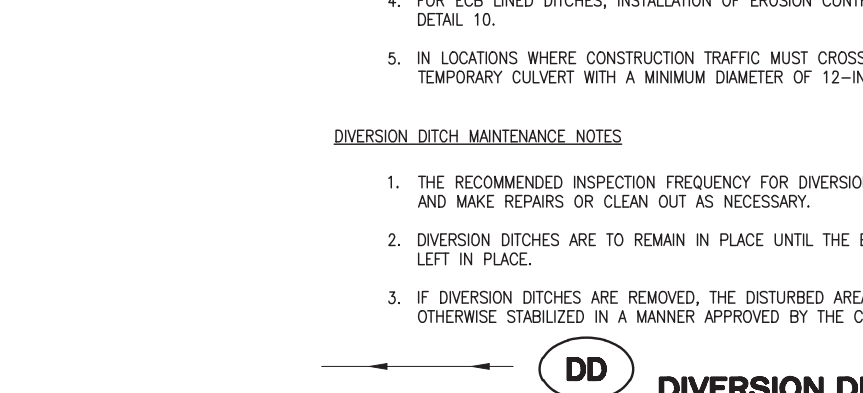 4. FOR ECB LINED DITCHES, INSTALLATION OF EROSION
DETAIL 10.
5. IN LOCATIONS WHERE CONSTRUCTION TRAFFIC MUST CROSS
TEMPORARY CULVERT WITH A MINIMUM DIAMETER OF 12-IN
DIVERSION DITCH MAINTENANCE NOTES
1. THE RECOMMENDED INSPECTION FREQUENCY FOR DIVERSIO
AND MAKE REPAIRS OR CLEAN OUT AS NECESSARY.
2. DIVERSION DITCHES ARE TO REMAIN IN PLACE UNTIL THE
LEFT IN PLACE.
3. IF DIVERSION DITCHES ARE REMOVED, THE DISTURBED AREA
OTHERWISE STABILIZED IN A MANNER APPROVED BY THE C
DD
DIVERSION